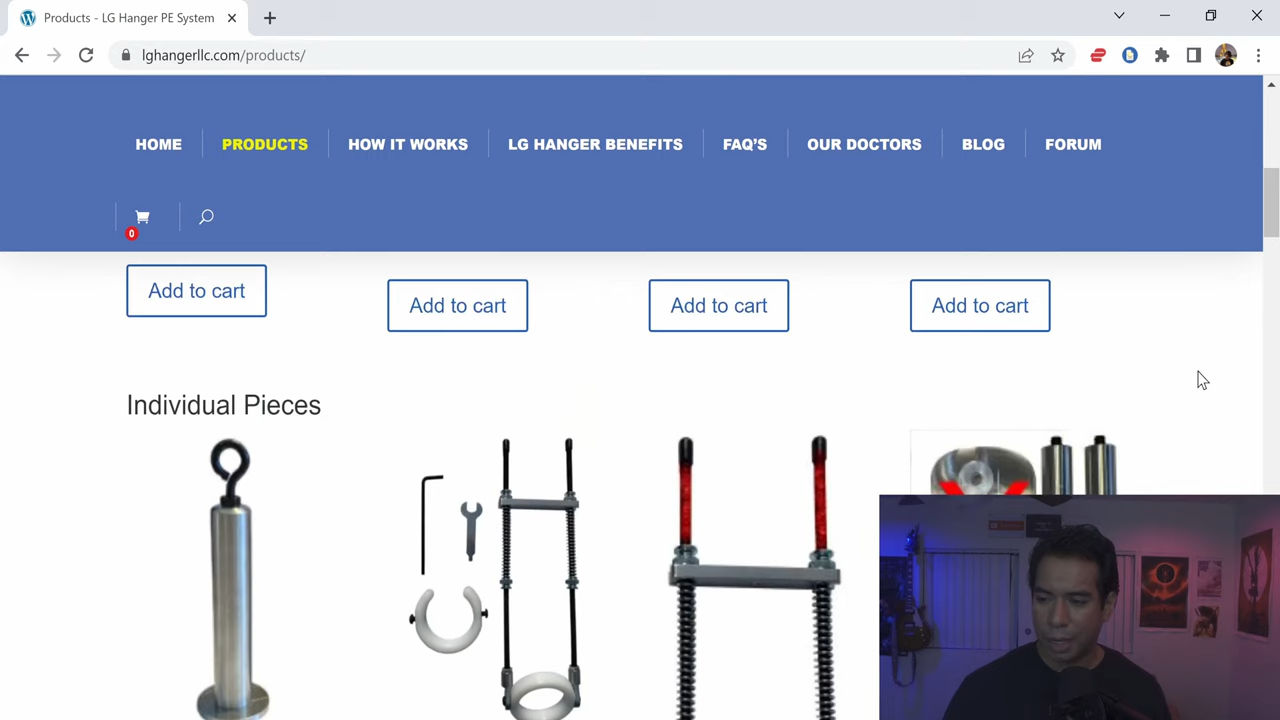 Products - LG Hanger PE System
lghangerllc.com/products/
HOME
PRODUCTS
HOW IT WORKS
LG HANGER BENEFITS
FAQ'S
OUR DOCTORS
BLOG
FORUM
0
Add to cart
Add to cart
Add to cart
Add to cart
Individual Pieces